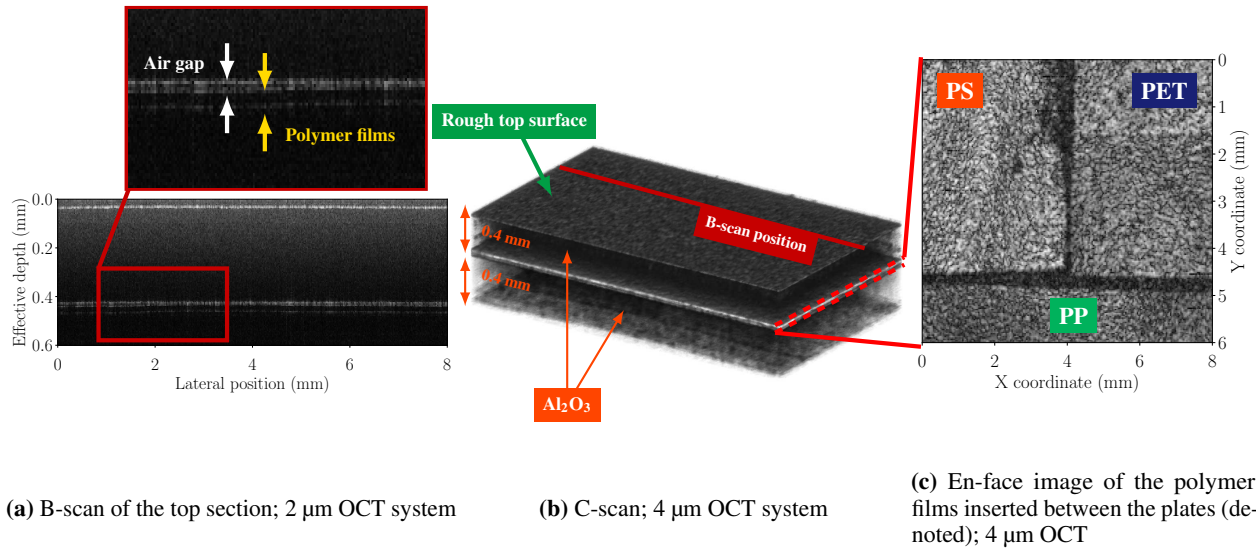 Air gap
Polymer films
0.0
0.2
0.4
0.6
Effective depth (mm)
0
2
4
6
8
Lateral position (mm)
Rough top surface
B-scan position
0.4 mm
0.4 mm
Al₂O₃
PS
PET
PP
0
1
2
3
4
5
6
Y coordinate (mm)
0
2
4
6
8
X coordinate (mm)
(a) B-scan of the top section; 2 µm OCT system
(b) C-scan; 4 µm OCT system
(c) En-face image of the polymer
films inserted between the plates (de-
noted); 4 µm OCT